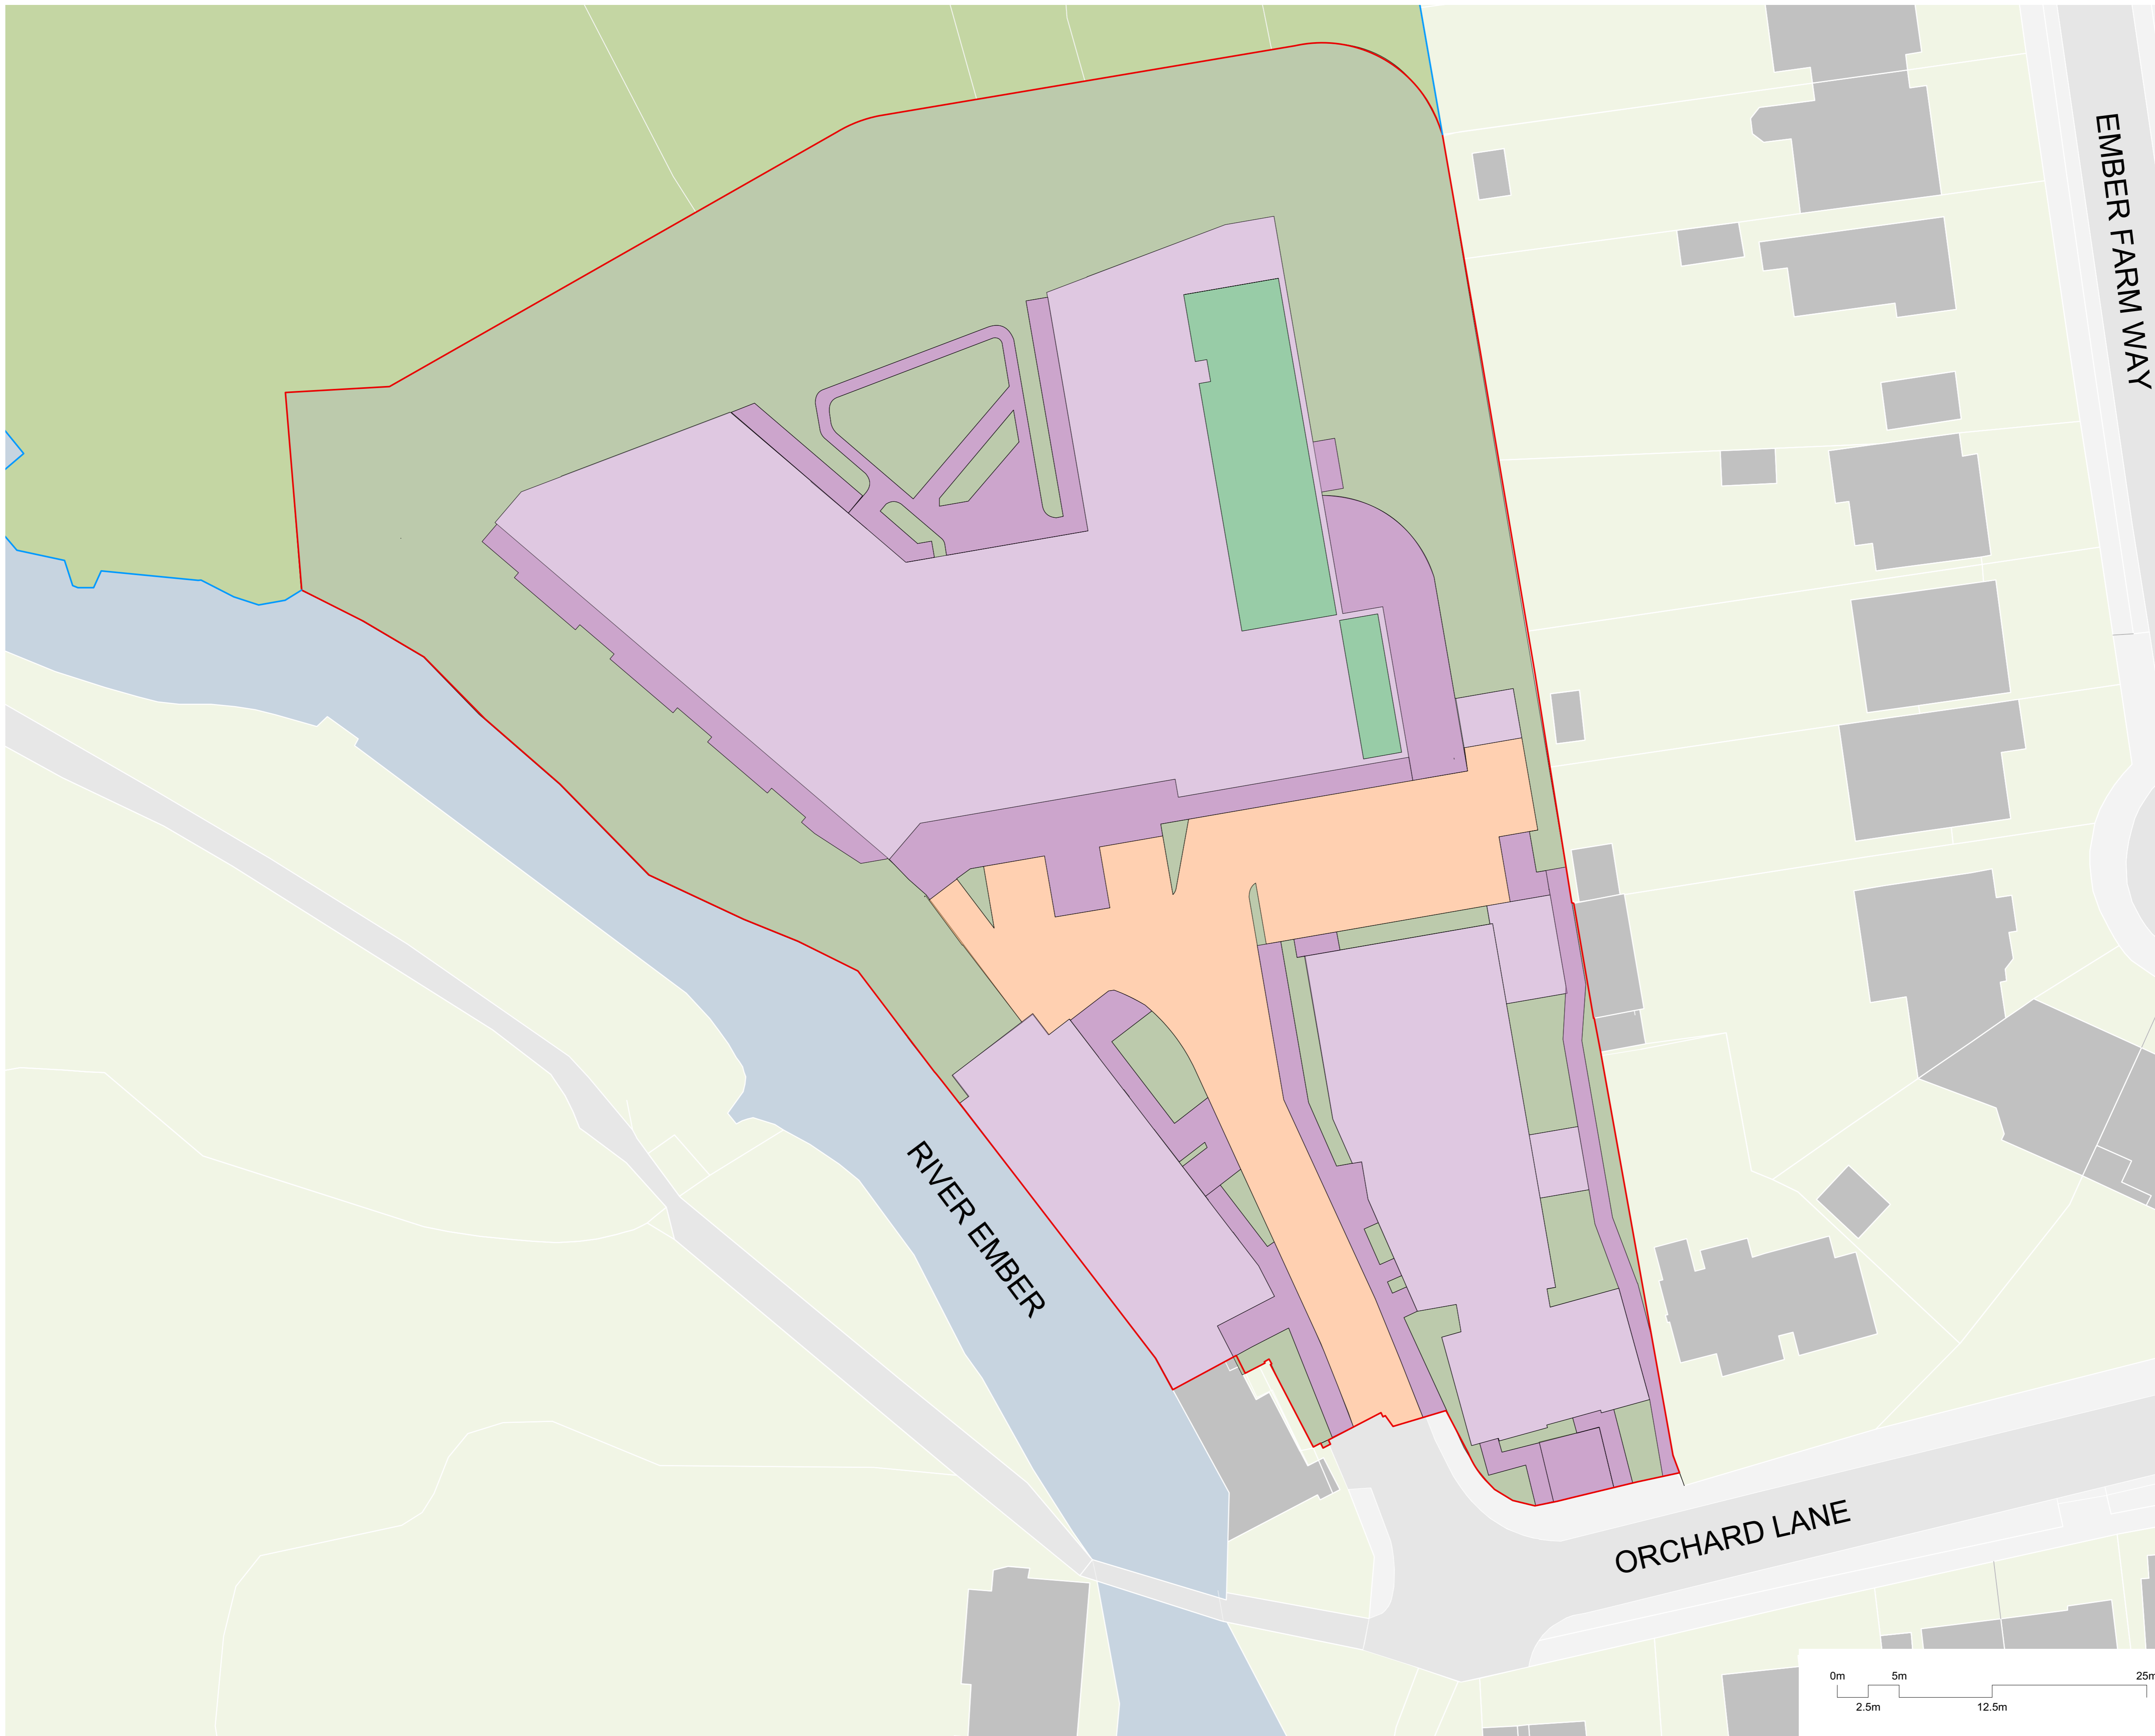 EMBER FARM WAY
RIVER EMBER
ORCHARD LANE
0m 5m 25m
2.5m 12.5m